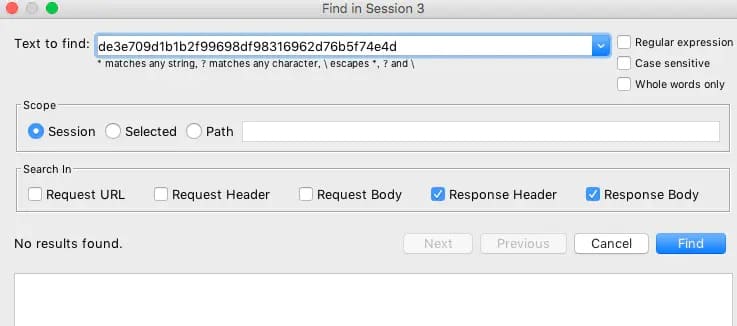 Find in Session 3
Text to find: de3e709d1b1b2f99698df98316962d76b5f74e4d
Regular expression
* matches any string, ? matches any character, \ escapes *, ? and \
Case sensitive
Whole words only
Scope
Session Selected Path
Search In
Request URL Request Header Request Body Response Header Response Body
No results found. Next Previous Cancel Find